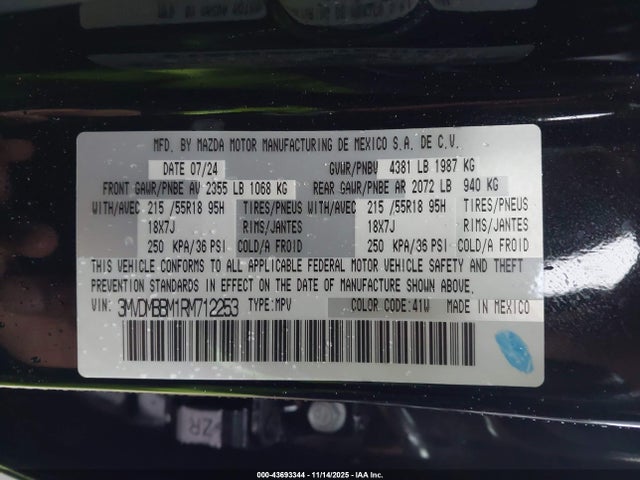 MFD. BY MAZDA MOTOR MANUFACTURING DE MEXICO S.A. DE C.V.
DATE 07/24 GVWR/PNBV 4381 LB 1987 KG
FRONT GAWR/PNBE AV 2355 LB 1068 KG REAR GAWR/PNBE AR 2072 LB 940 KG
WITH/AVEC 215 /55R18 95H TIRES/PNEUS WITH/AVEC 215 /55R18 95H TIRES/PNEUS
18X7J RIMS/JANTES 18X7J RIMS/JANTES
250 KPA/36 PSI COLD/A FROID 250 KPA/36 PSI COLD/A FROID
THIS VEHICLE CONFORMS TO ALL APPLICABLE FEDERAL MOTOR VEHICLE SAFETY AND THEFT
PREVENTION STANDARDS IN EFFECT ON THE DATE OF MANUFACTURE SHOWN ABOVE.
VIN: 3MVDMBBM1RM712253 TYPE:MPV COLOR CODE:41W MADE IN MEXICO
ZR
000-43693344 - 11/14/2025 - IAA Inc.